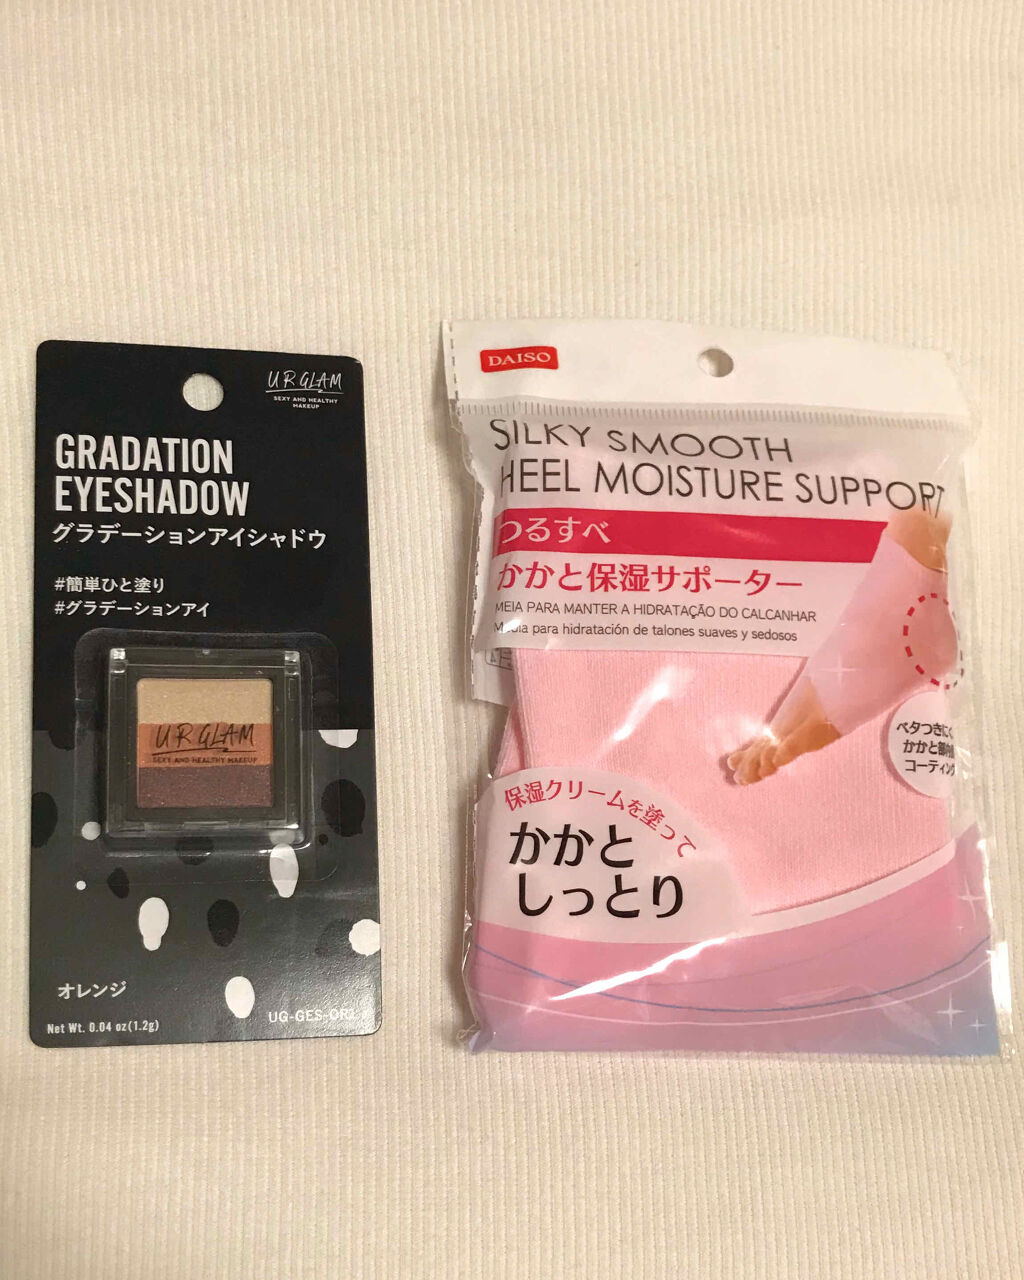 UR GLAM
SEXY AND HEALTHY
MAKEUP
GRADATION
EYESHADOW
グラデーションアイシャドウ
#簡単ひと塗り
#グラデーションアイ
UR GLAM
SEXY AND HEALTHY MAKEUP
オレンジ
Net Wt. 0.04 oz(1.2g)
UG-GES-OR
DAISO
SILKY SMOOTH
HEEL MOISTURE SUPPORT
つるすべ
かかと保湿サポーター
MEIA PARA MANTER A HIDRATAÇÃO DO CALCANHAR
Media para hidratación de talones suaves y sedosos
ベタつきにく
かかと部内側
コーティング
保湿クリームを塗って
かかと
しっとり